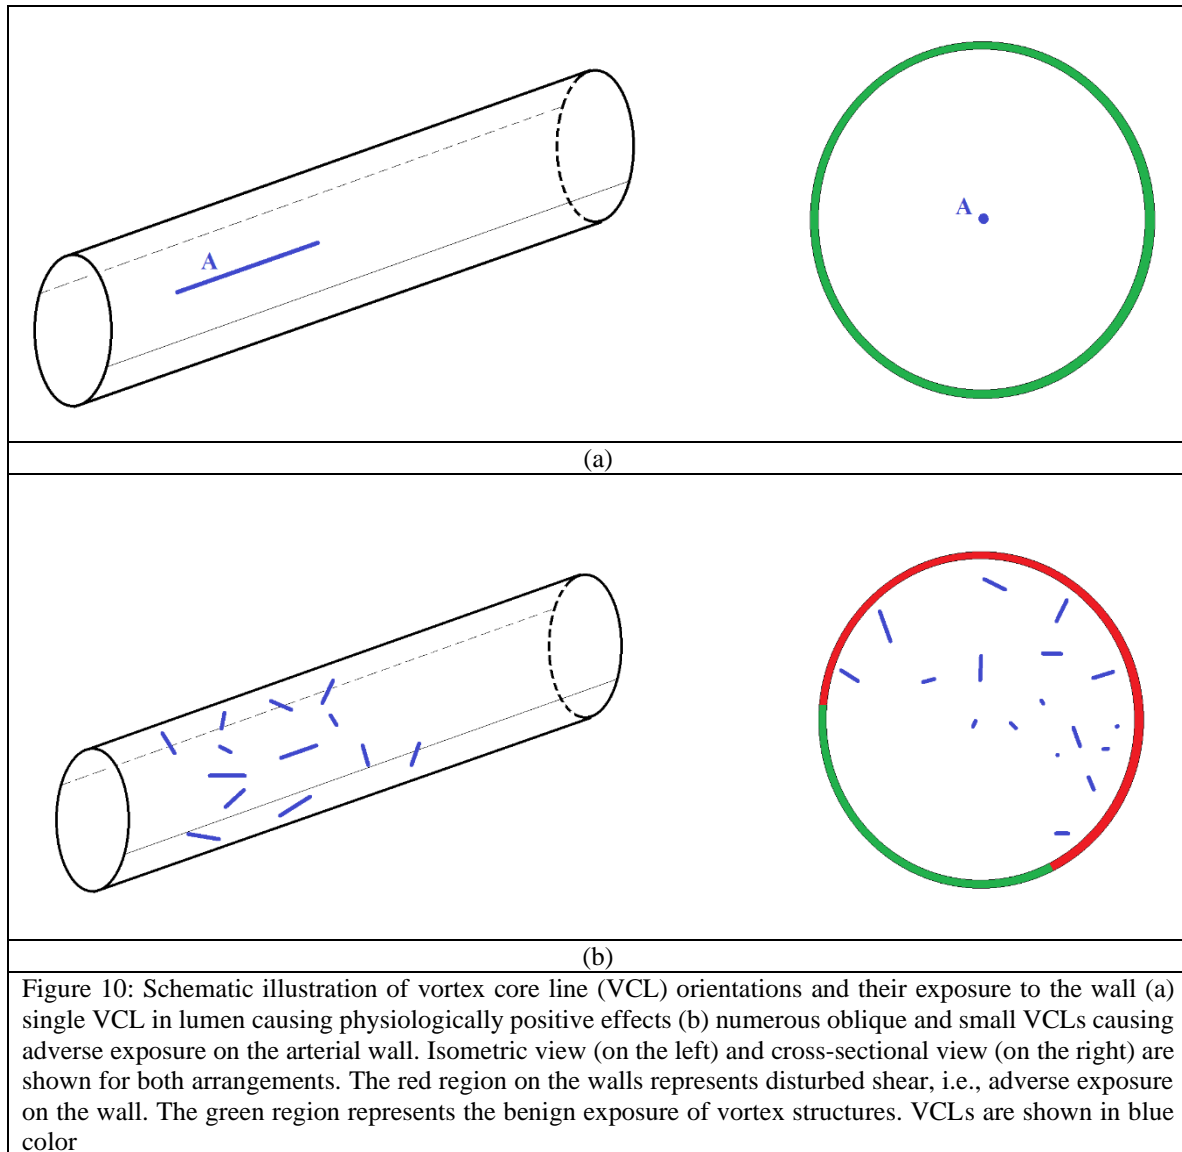 A
A
(a)
(b)
Figure 10: Schematic illustration of vortex core line (VCL) orientations and their exposure to the wall (a)
single VCL in lumen causing physiologically positive effects (b) numerous oblique and small VCLs causing
adverse exposure on the arterial wall. Isometric view (on the left) and cross-sectional view (on the right) are
shown for both arrangements. The red region on the walls represents disturbed shear, i.e., adverse exposure
on the wall. The green region represents the benign exposure of vortex structures. VCLs are shown in blue
color